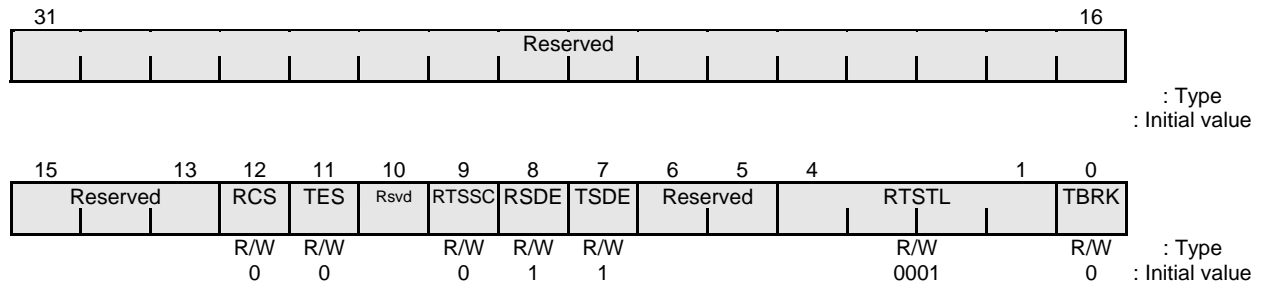 31 16
Reserved
: Type
: Initial value
15 13 12 11 10 9 8 7 6 5 4 1 0
Reserved RCS TES Rsvd RTSSC RSDE TSDE Reserved RTSTL TBRK
R/W R/W R/W R/W R/W R/W R/W : Type
0 0 0 1 1 0001 0 : Initial value